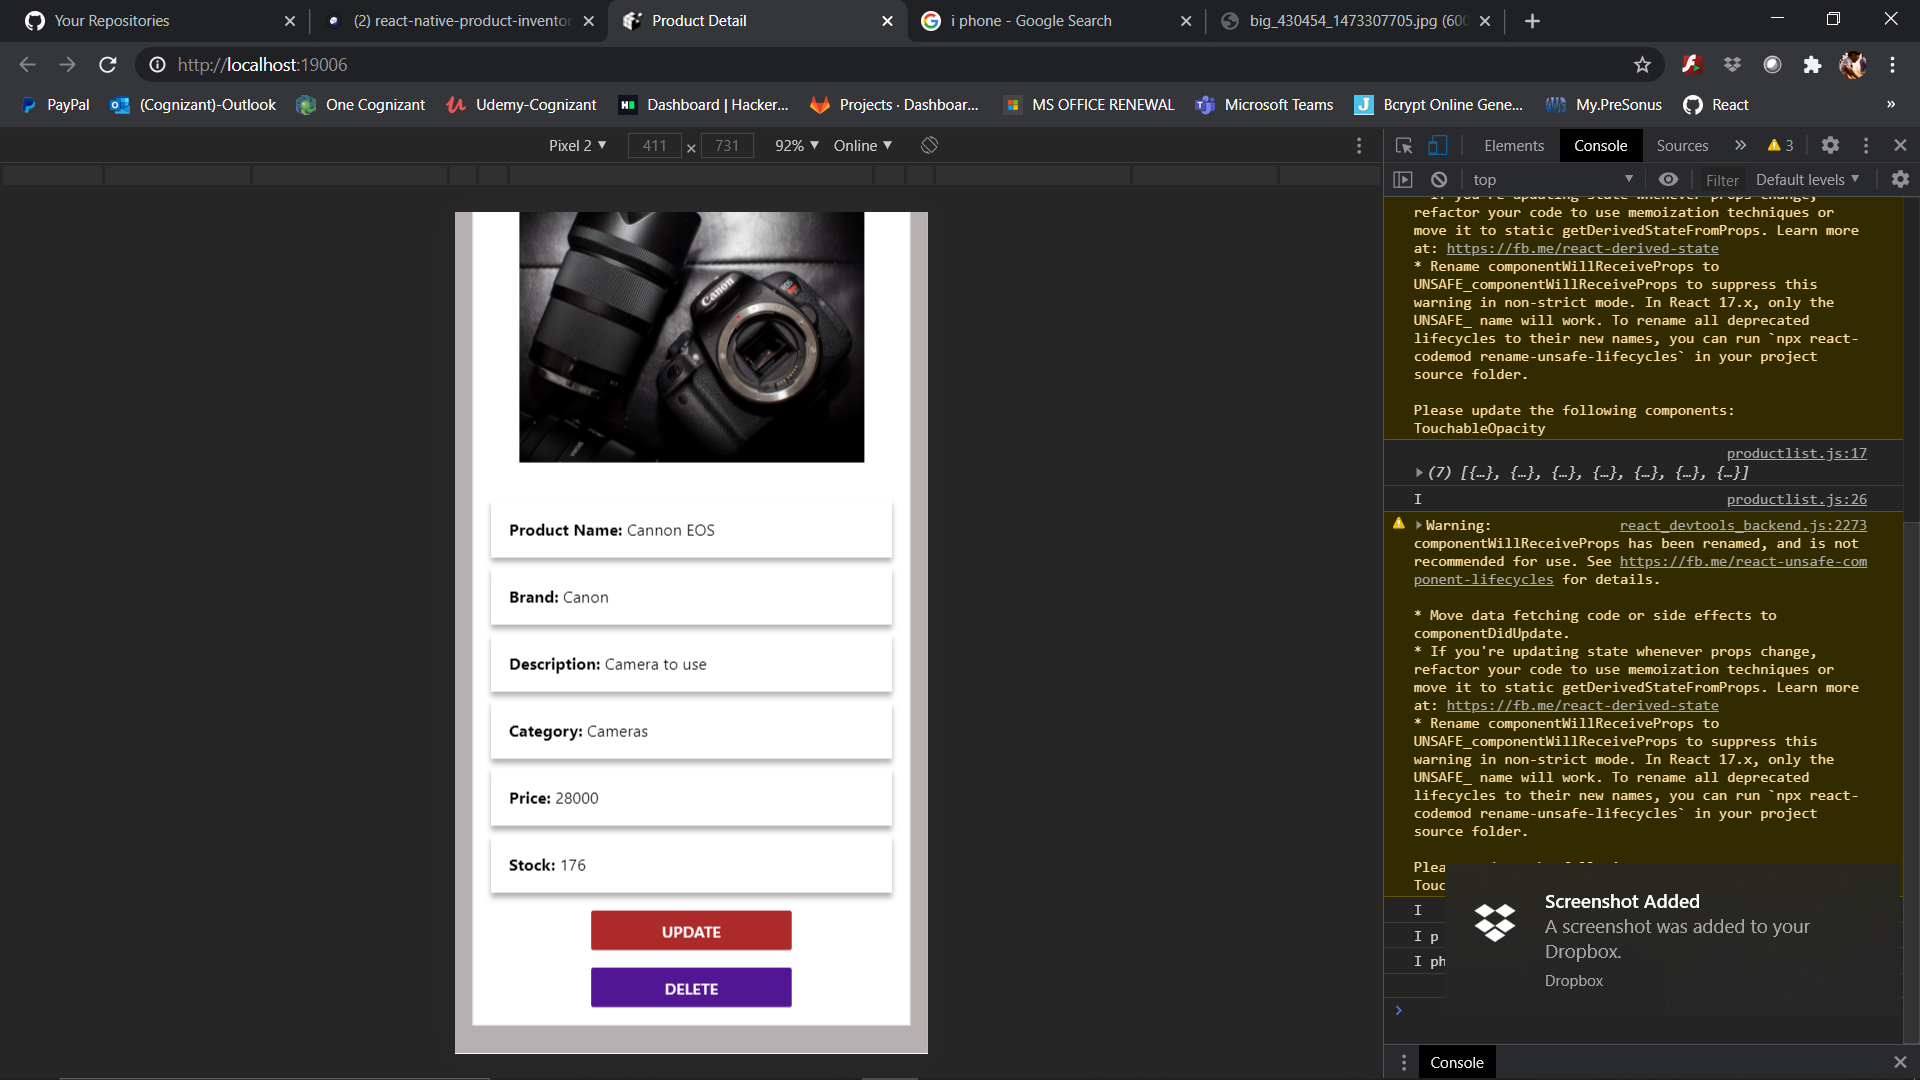 Your Repositories
(2) react-native-product-inventor
Product Detail
i phone - Google Search
big_430454_1473307705.jpg (600
http://localhost:19006
PayPal
(Cognizant)-Outlook
One Cognizant
Udemy-Cognizant
Dashboard | Hacker...
Projects · Dashboar...
MS OFFICE RENEWAL
Microsoft Teams
Bcrypt Online Gene...
My.PreSonus
React
»
Pixel 2
411 × 731
92%
Online
Elements
Console
Sources
»
3
top
Filter
Default levels
Canon
EOS
Product Name: Cannon EOS
Brand: Canon
Description: Camera to use
Category: Cameras
Price: 28000
Stock: 176
UPDATE
DELETE
* If you're updating state whenever props change,
refactor your code to use memoization techniques or
move it to static getDerivedStateFromProps. Learn more
at: https://fb.me/react-derived-state
* Rename componentWillReceiveProps to
UNSAFE_componentWillReceiveProps to suppress this
warning in non-strict mode. In React 17.x, only the
UNSAFE_ name will work. To rename all deprecated
lifecycles to their new names, you can run `npx react-
codemod rename-unsafe-lifecycles` in your project
source folder.
Please update the following components:
TouchableOpacity
productlist.js:17
(7) [{…}, {…}, {…}, {…}, {…}, {…}, {…}]
I productlist.js:26
Warning: react_devtools_backend.js:2273
componentWillReceiveProps has been renamed, and is not
recommended for use. See https://fb.me/react-unsafe-com
ponent-lifecycles for details.
* Move data fetching code or side effects to
componentDidUpdate.
* If you're updating state whenever props change,
refactor your code to use memoization techniques or
move it to static getDerivedStateFromProps. Learn more
at: https://fb.me/react-derived-state
* Rename componentWillReceiveProps to
UNSAFE_componentWillReceiveProps to suppress this
warning in non-strict mode. In React 17.x, only the
UNSAFE_ name will work. To rename all deprecated
lifecycles to their new names, you can run `npx react-
codemod rename-unsafe-lifecycles` in your project
source folder.
Plea
Touc
I
I p
I ph
Screenshot Added
A screenshot was added to your
Dropbox.
Dropbox
Console